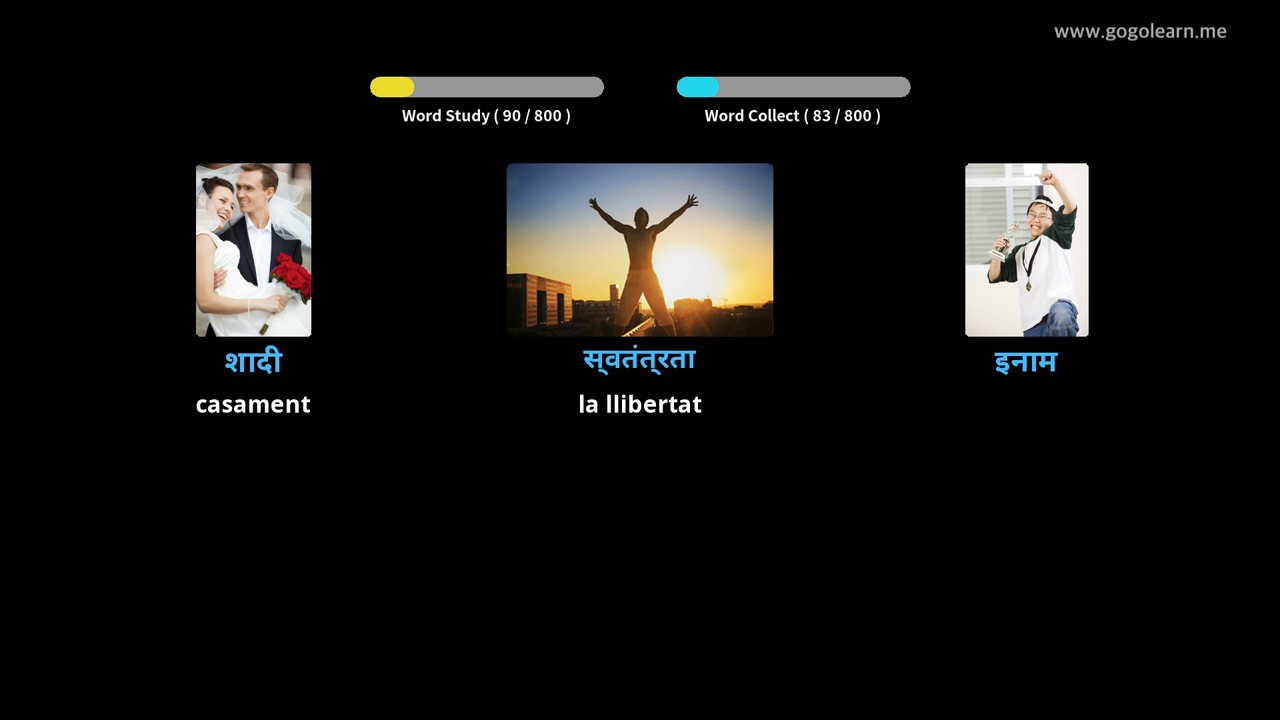 www.gogolearn.me
Word Study ( 90 / 800 )
Word Collect ( 83 / 800 )
शादी
स्वतंत्रता
इनाम
casament
la llibertat